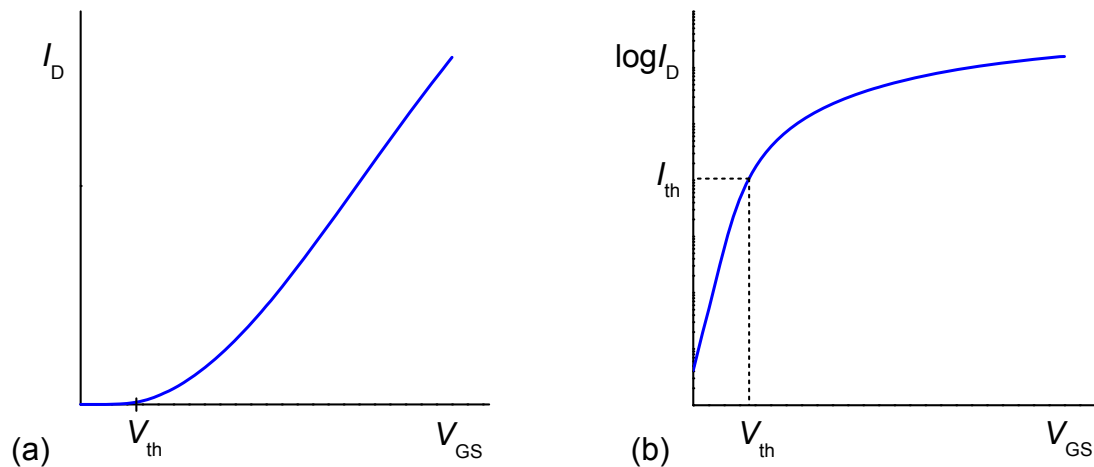 I_D
V_th
V_GS
(a)
logI_D
I_th
V_th
V_GS
(b)